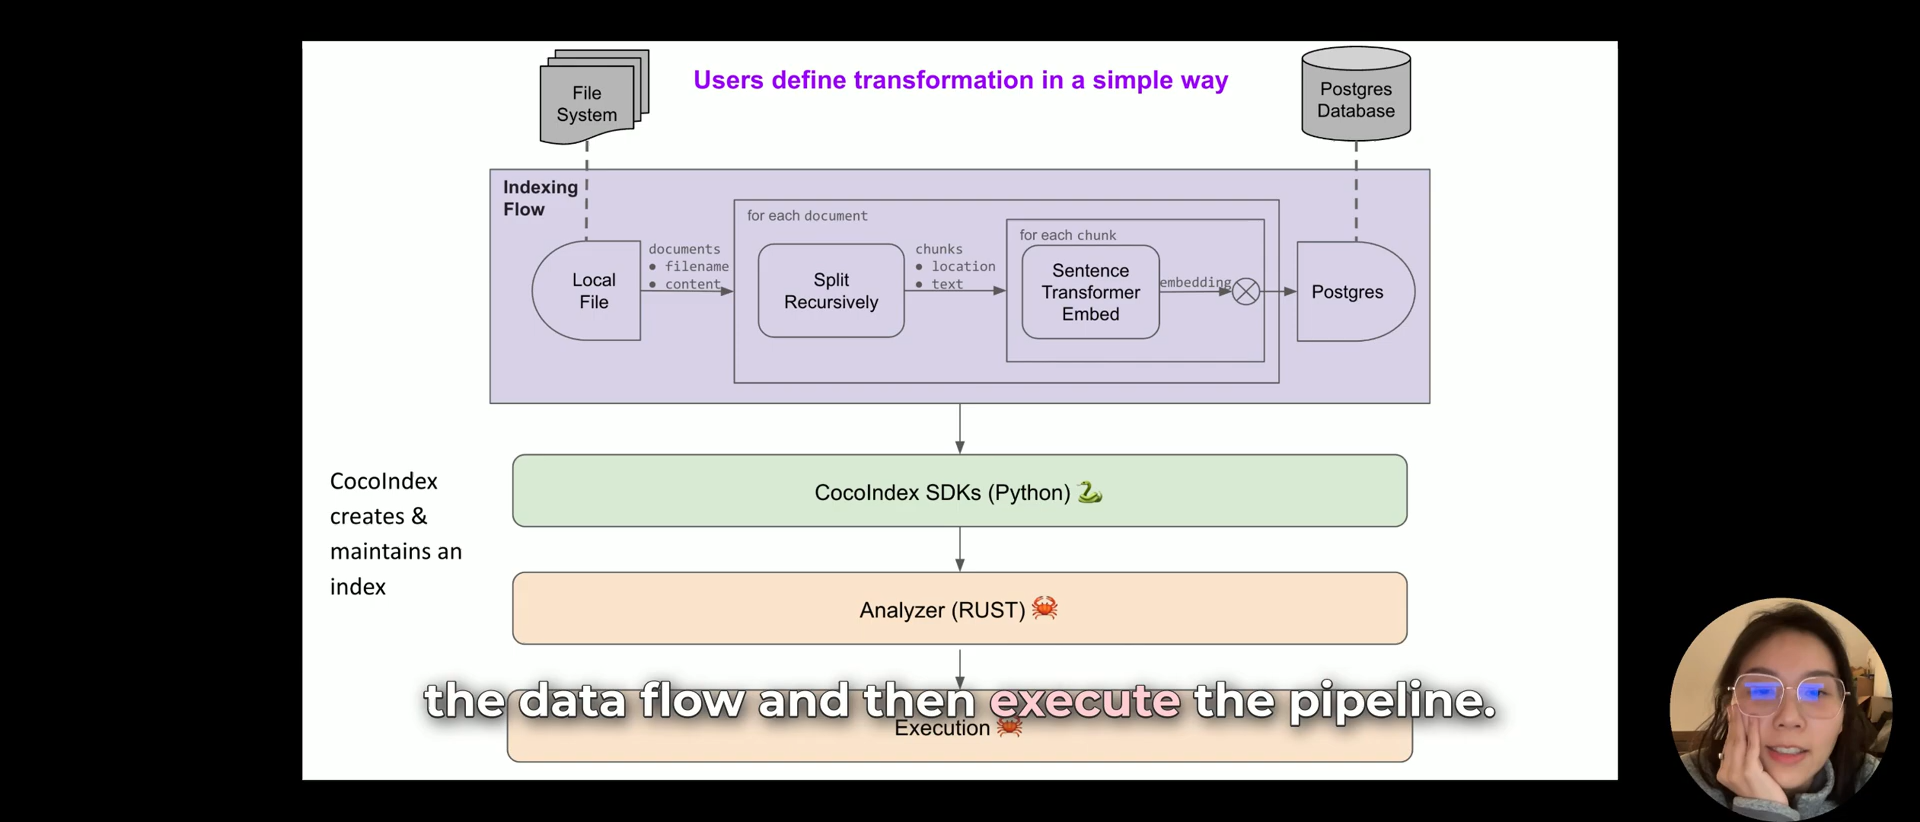 Users define transformation in a simple way
File
System
Postgres
Database
Indexing
Flow
Local
File
documents
● filename
● content
for each document
Split
Recursively
chunks
● location
● text
for each chunk
Sentence
Transformer
Embed
embedding
Postgres
CocoIndex
creates &
maintains an
index
CocoIndex SDKs (Python) 🐍
Analyzer (RUST) 🦀
the data flow and then execute the pipeline.
Execution 🦀